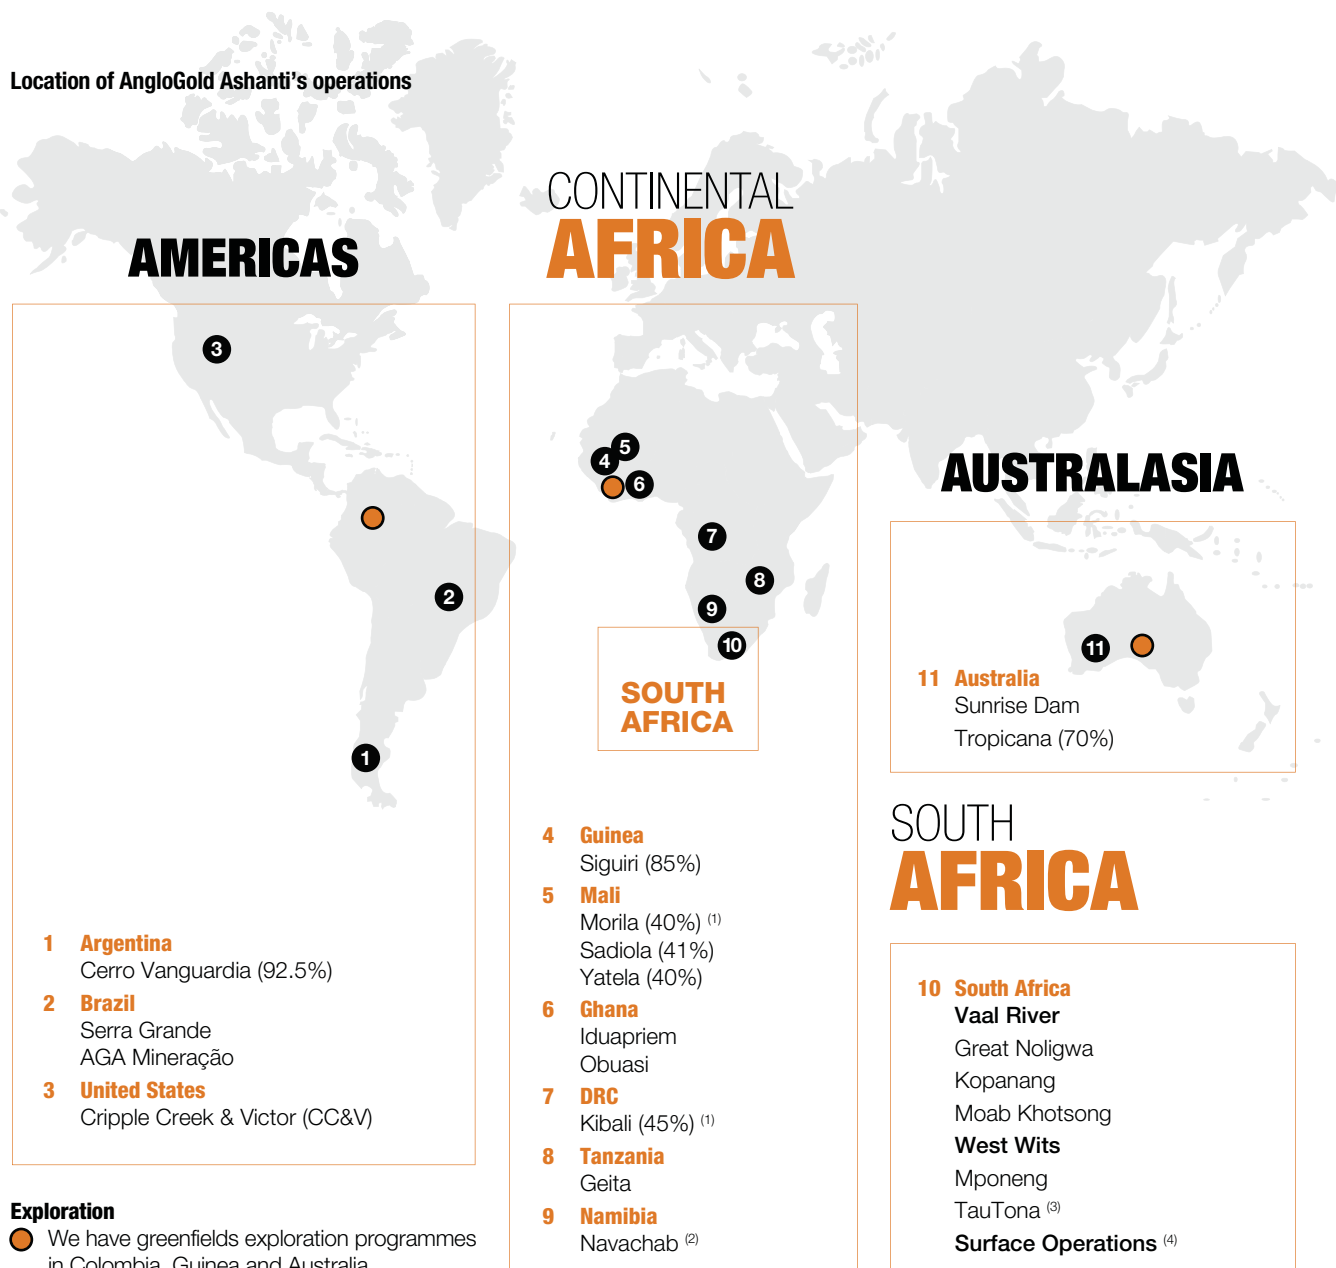 Location of AngloGold Ashanti's operations
AMERICAS
3
2
1
1 Argentina
Cerro Vanguardia (92.5%)
2 Brazil
Serra Grande
AGA Mineração
3 United States
Cripple Creek & Victor (CC&V)
Exploration
We have greenfields exploration programmes
in Colombia, Guinea and Australia
CONTINENTAL
AFRICA
5
4
6
7
8
9
10
SOUTH
AFRICA
4 Guinea
Siguiri (85%)
5 Mali
Morila (40%) (1)
Sadiola (41%)
Yatela (40%)
6 Ghana
Iduapriem
Obuasi
7 DRC
Kibali (45%) (1)
8 Tanzania
Geita
9 Namibia
Navachab (2)
AUSTRALASIA
11
11 Australia
Sunrise Dam
Tropicana (70%)
SOUTH
AFRICA
10 South Africa
Vaal River
Great Noligwa
Kopanang
Moab Khotsong
West Wits
Mponeng
TauTona (3)
Surface Operations (4)